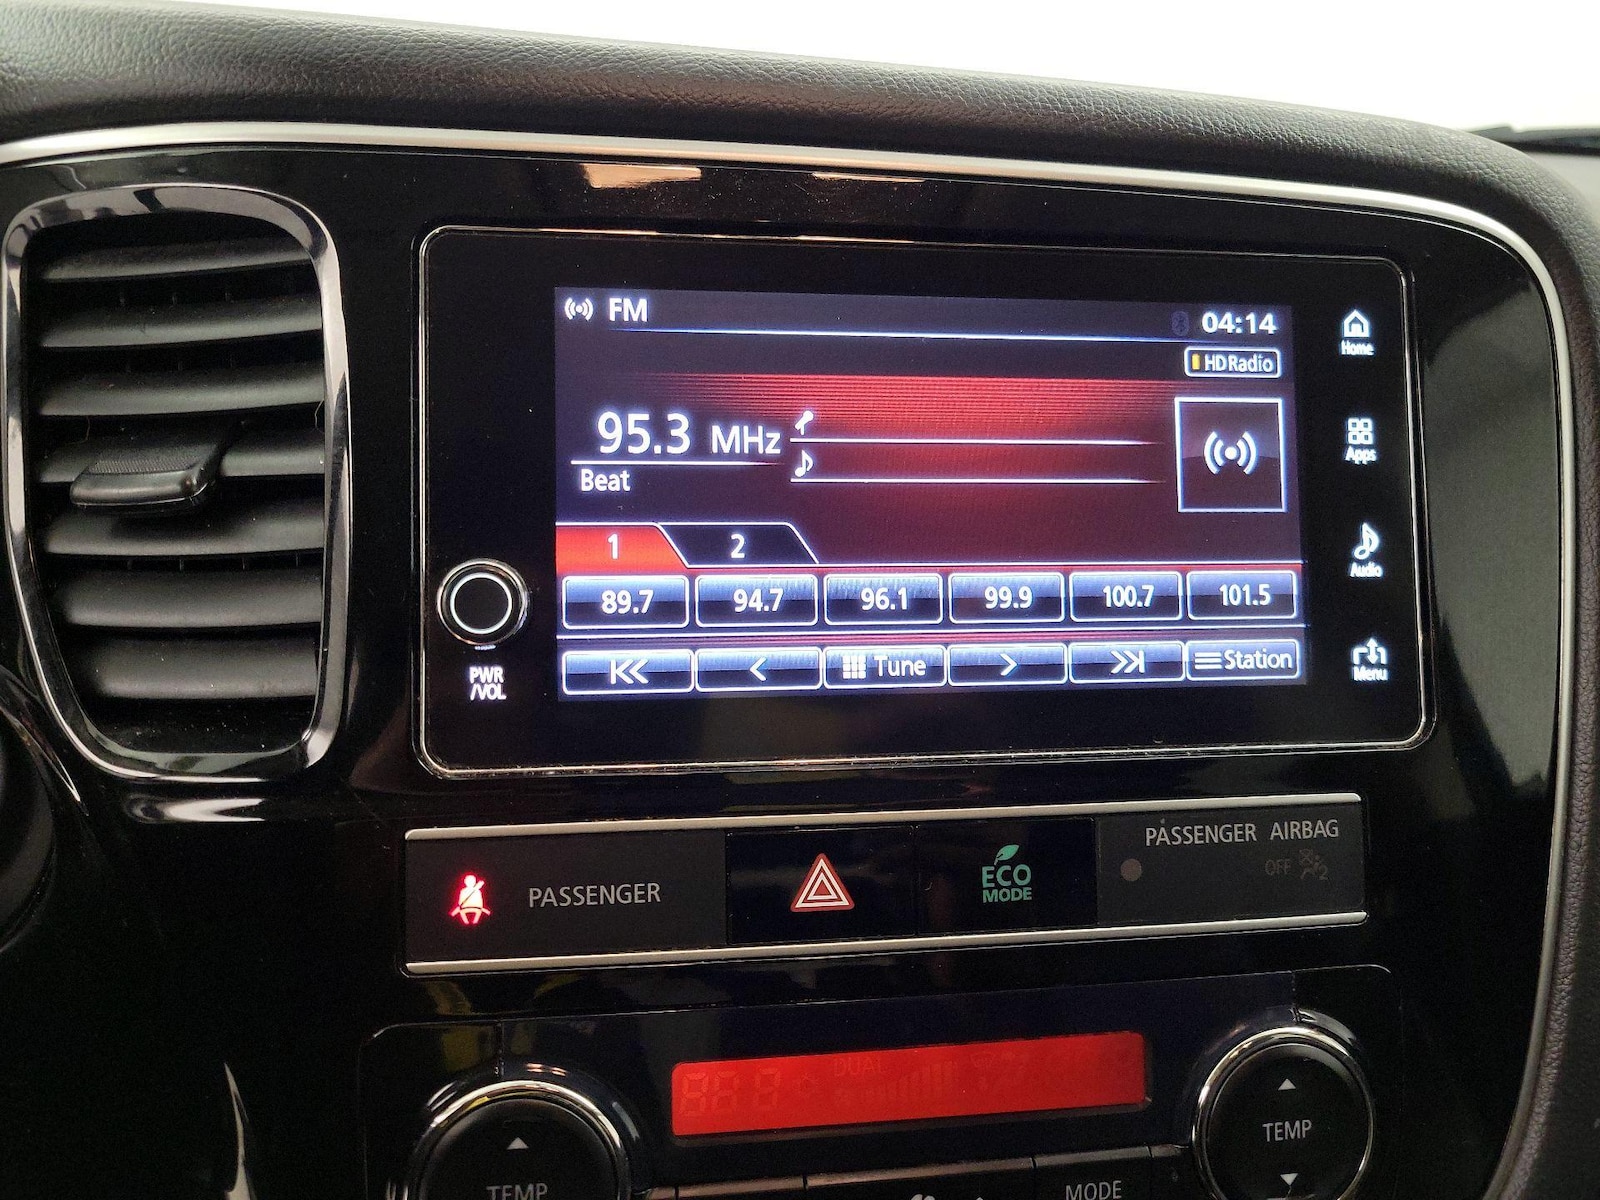 FM
04:14
HD Radio
95.3 MHz
Beat
1 2
89.7 94.7 96.1 99.9 100.7 101.5
Tune Station
Home
Apps
Audio
Menu
PWR
/VOL
PASSENGER
ECO
MODE
PASSENGER AIRBAG
OFF
DUAL
TEMP
TEMP
MODE